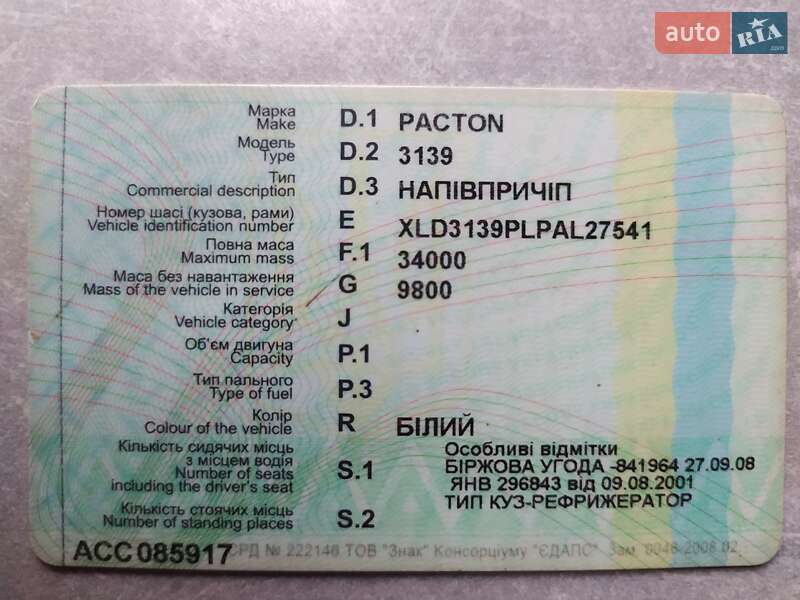 auto RIA.com
Марка
Make D.1 PACTON
Модель
Type D.2 3139
Тип
Commercial description D.3 НАПІВПРИЧІП
Номер шасі (кузова, рами)
Vehicle identification number E XLD3139PLPAL27541
Повна маса
Maximum mass F.1 34000
Маса без навантаження
Mass of the vehicle in service G 9800
Категорія
Vehicle category J
Об'єм двигуна
Capacity P.1
Тип пального
Type of fuel P.3
Колір
Colour of the vehicle R БІЛИЙ
Кількість сидячих місць
з місцем водія
Number of seats
including the driver's seat S.1
Особливі відмітки
БІРЖОВА УГОДА -841964 27.09.08
ЯНВ 296843 від 09.08.2001
ТИП КУЗ-РЕФРИЖЕРАТОР
Кількість стоячих місць
Number of standing places S.2
АСС 085917 СРД № 222146 ТОВ "Знак" Консорціуму "ЄДАПС" Зам.